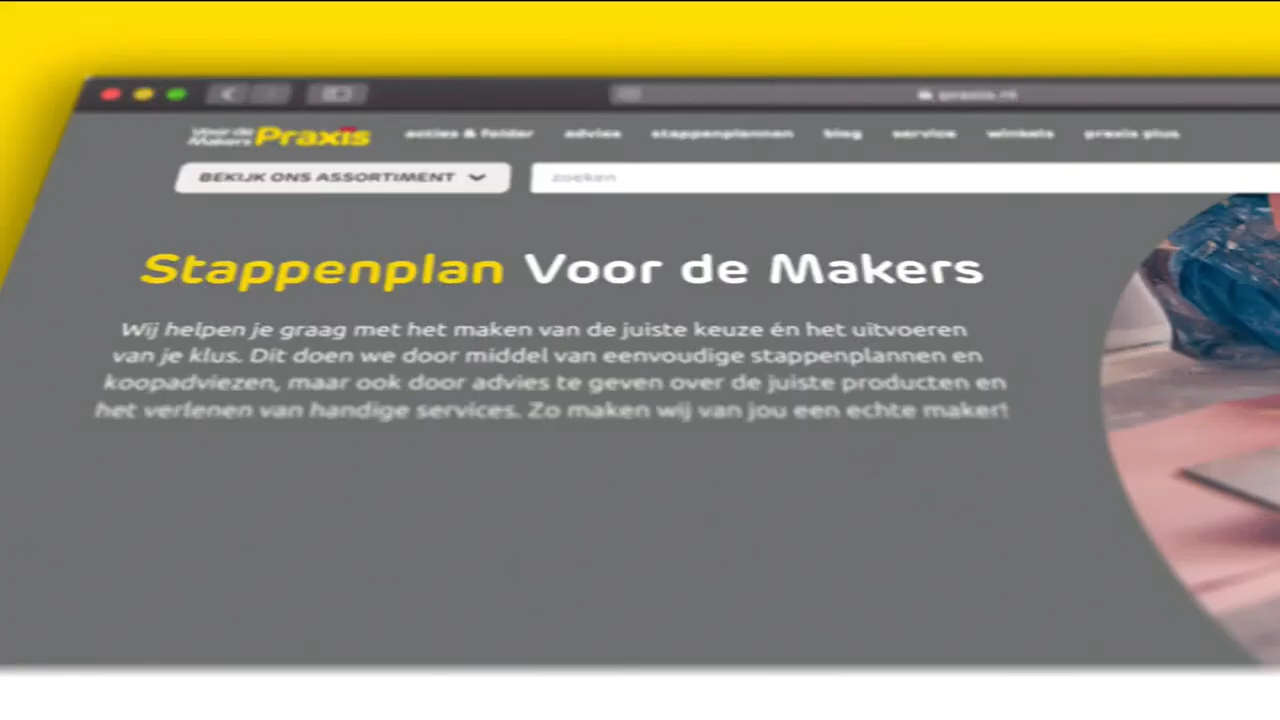 praxis.nl
Voor de Makers Praxis acties & folder advies stappenplannen blog service winkels praxis plus
BEKIJK ONS ASSORTIMENT zoeken
Stappenplan Voor de Makers
Wij helpen je graag met het maken van de juiste keuze én het uitvoeren
van je klus. Dit doen we door middel van eenvoudige stappenplannen en
koopadviezen, maar ook door advies te geven over de juiste producten en
het verlenen van handige services. Zo maken wij van jou een echte maker!